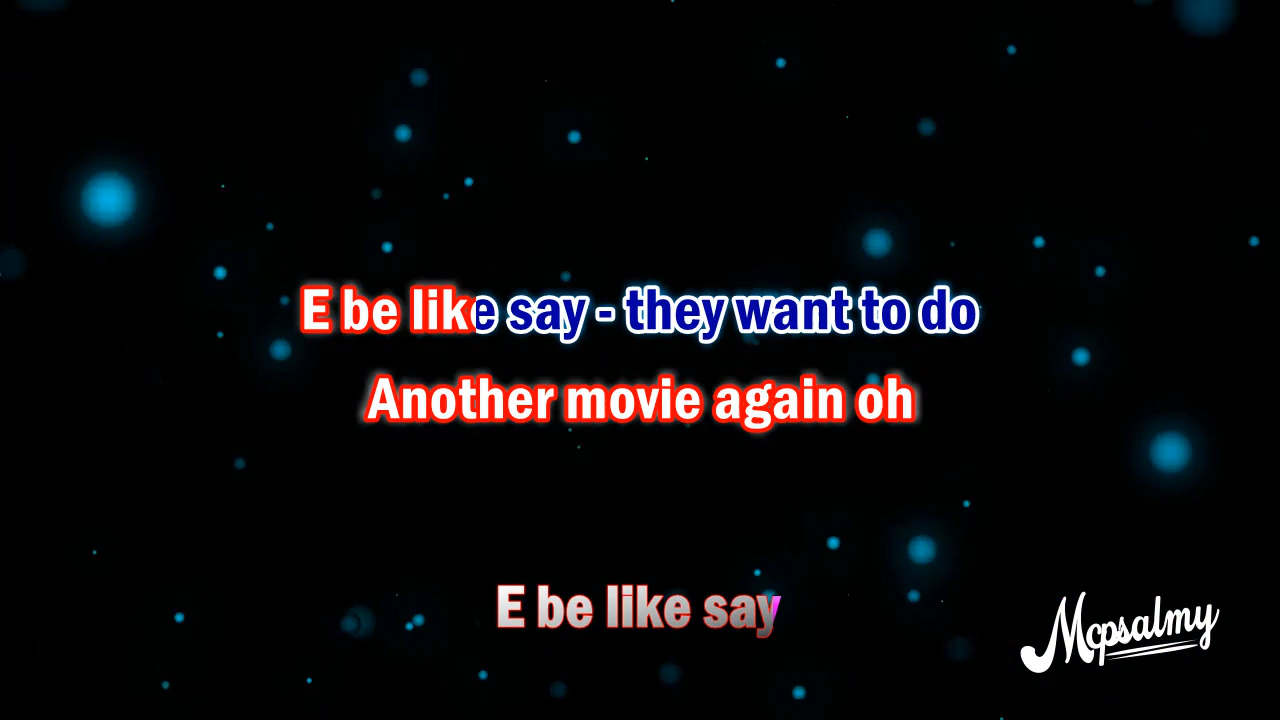 E be like say - they want to do
Another movie again oh
E be like say
Mcpsalmy